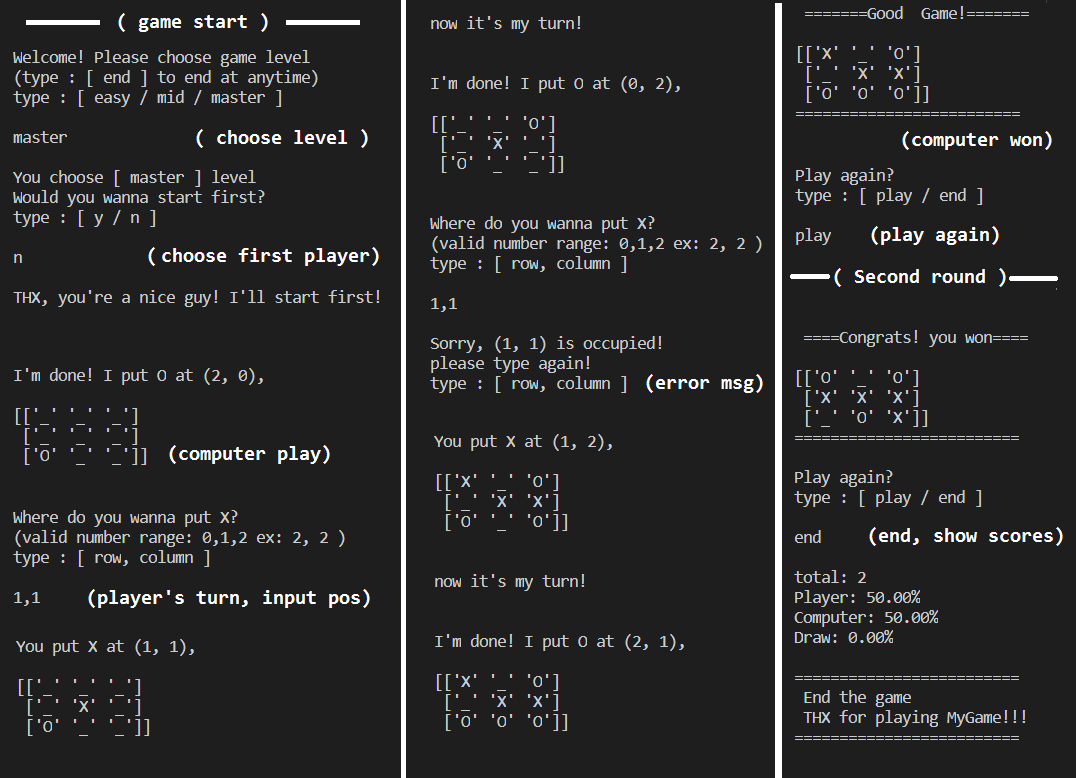 ( game start )
Welcome! Please choose game level
(type : [ end ] to end at anytime)
type : [ easy / mid / master ]
master ( choose level )
You choose [ master ] level
Would you wanna start first?
type : [ y / n ]
n (choose first player)
THX, you're a nice guy! I'll start first!
I'm done! I put O at (2, 0),
[['_' '_' '_']
['_' '_' '_']
['O' '_' '_']] (computer play)
Where do you wanna put X?
(valid number range: 0,1,2 ex: 2, 2 )
type : [ row, column ]
1,1 (player's turn, input pos)
You put X at (1, 1),
[['_' '_' '_']
['_' 'X' '_']
['O' '_' '_']]
now it's my turn!
I'm done! I put O at (0, 2),
[['_' '_' 'O']
['_' 'X' '_']
['O' '_' '_']]
Where do you wanna put X?
(valid number range: 0,1,2 ex: 2, 2 )
type : [ row, column ]
1,1
Sorry, (1, 1) is occupied!
please type again!
type : [ row, column ] (error msg)
You put X at (1, 2),
[['X' '_' 'O']
['_' 'X' 'X']
['O' '_' 'O']]
now it's my turn!
I'm done! I put O at (2, 1),
[['X' '_' 'O']
['_' 'X' 'X']
['O' 'O' 'O']]
=======Good  Game!=======
[['X' '_' 'O']
['_' 'X' 'X']
['O' 'O' 'O']]
=========================
(computer won)
Play again?
type : [ play / end ]
play (play again)
( Second round )
====Congrats! you won====
[['O' '_' 'O']
['X' 'X' 'X']
['_' 'O' 'X']]
=========================
Play again?
type : [ play / end ]
end (end, show scores)
total: 2
Player: 50.00%
Computer: 50.00%
Draw: 0.00%
=========================
End the game
THX for playing MyGame!!!
=========================